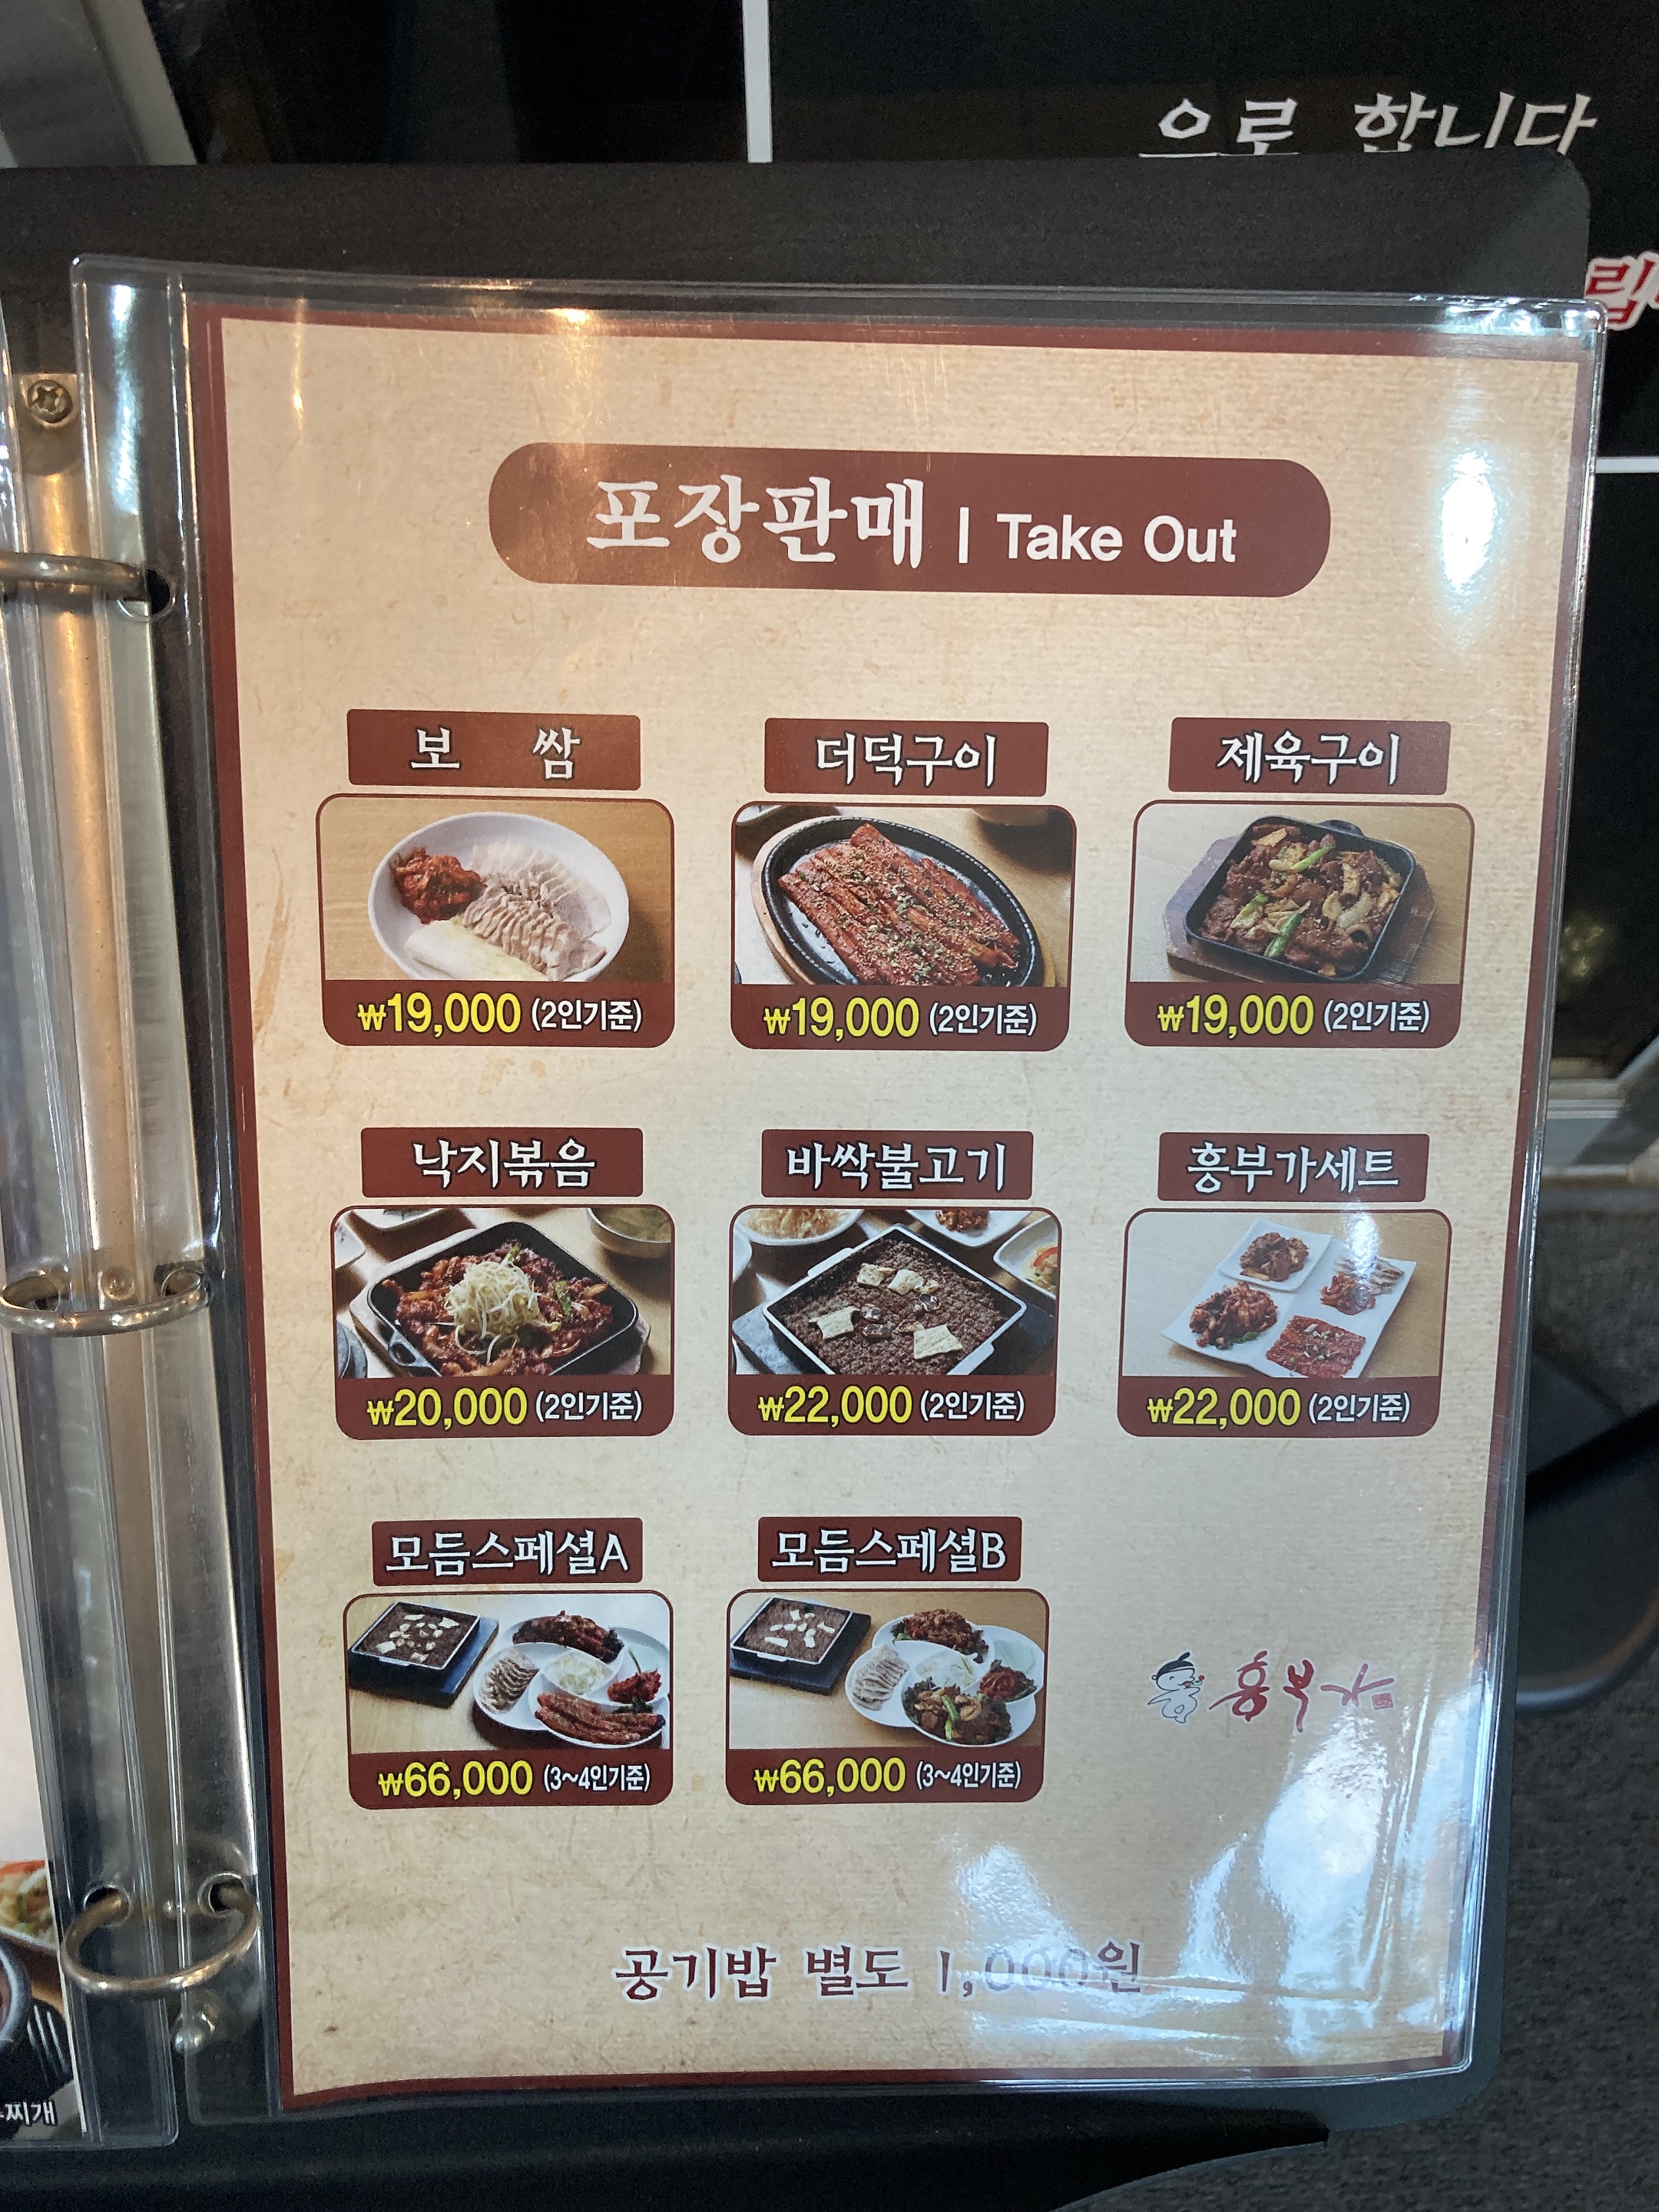 으로 합니다
립
포장판매 | Take Out
보 쌈
더덕구이
제육구이
₩19,000 (2인기준)
₩19,000 (2인기준)
₩19,000 (2인기준)
낙지볶음
바싹불고기
흥부가세트
₩20,000 (2인기준)
₩22,000 (2인기준)
₩22,000 (2인기준)
모듬스페셜A
모듬스페셜B
₩66,000 (3~4인기준)
₩66,000 (3~4인기준)
흥부가
공기밥 별도 1,000원
찌개